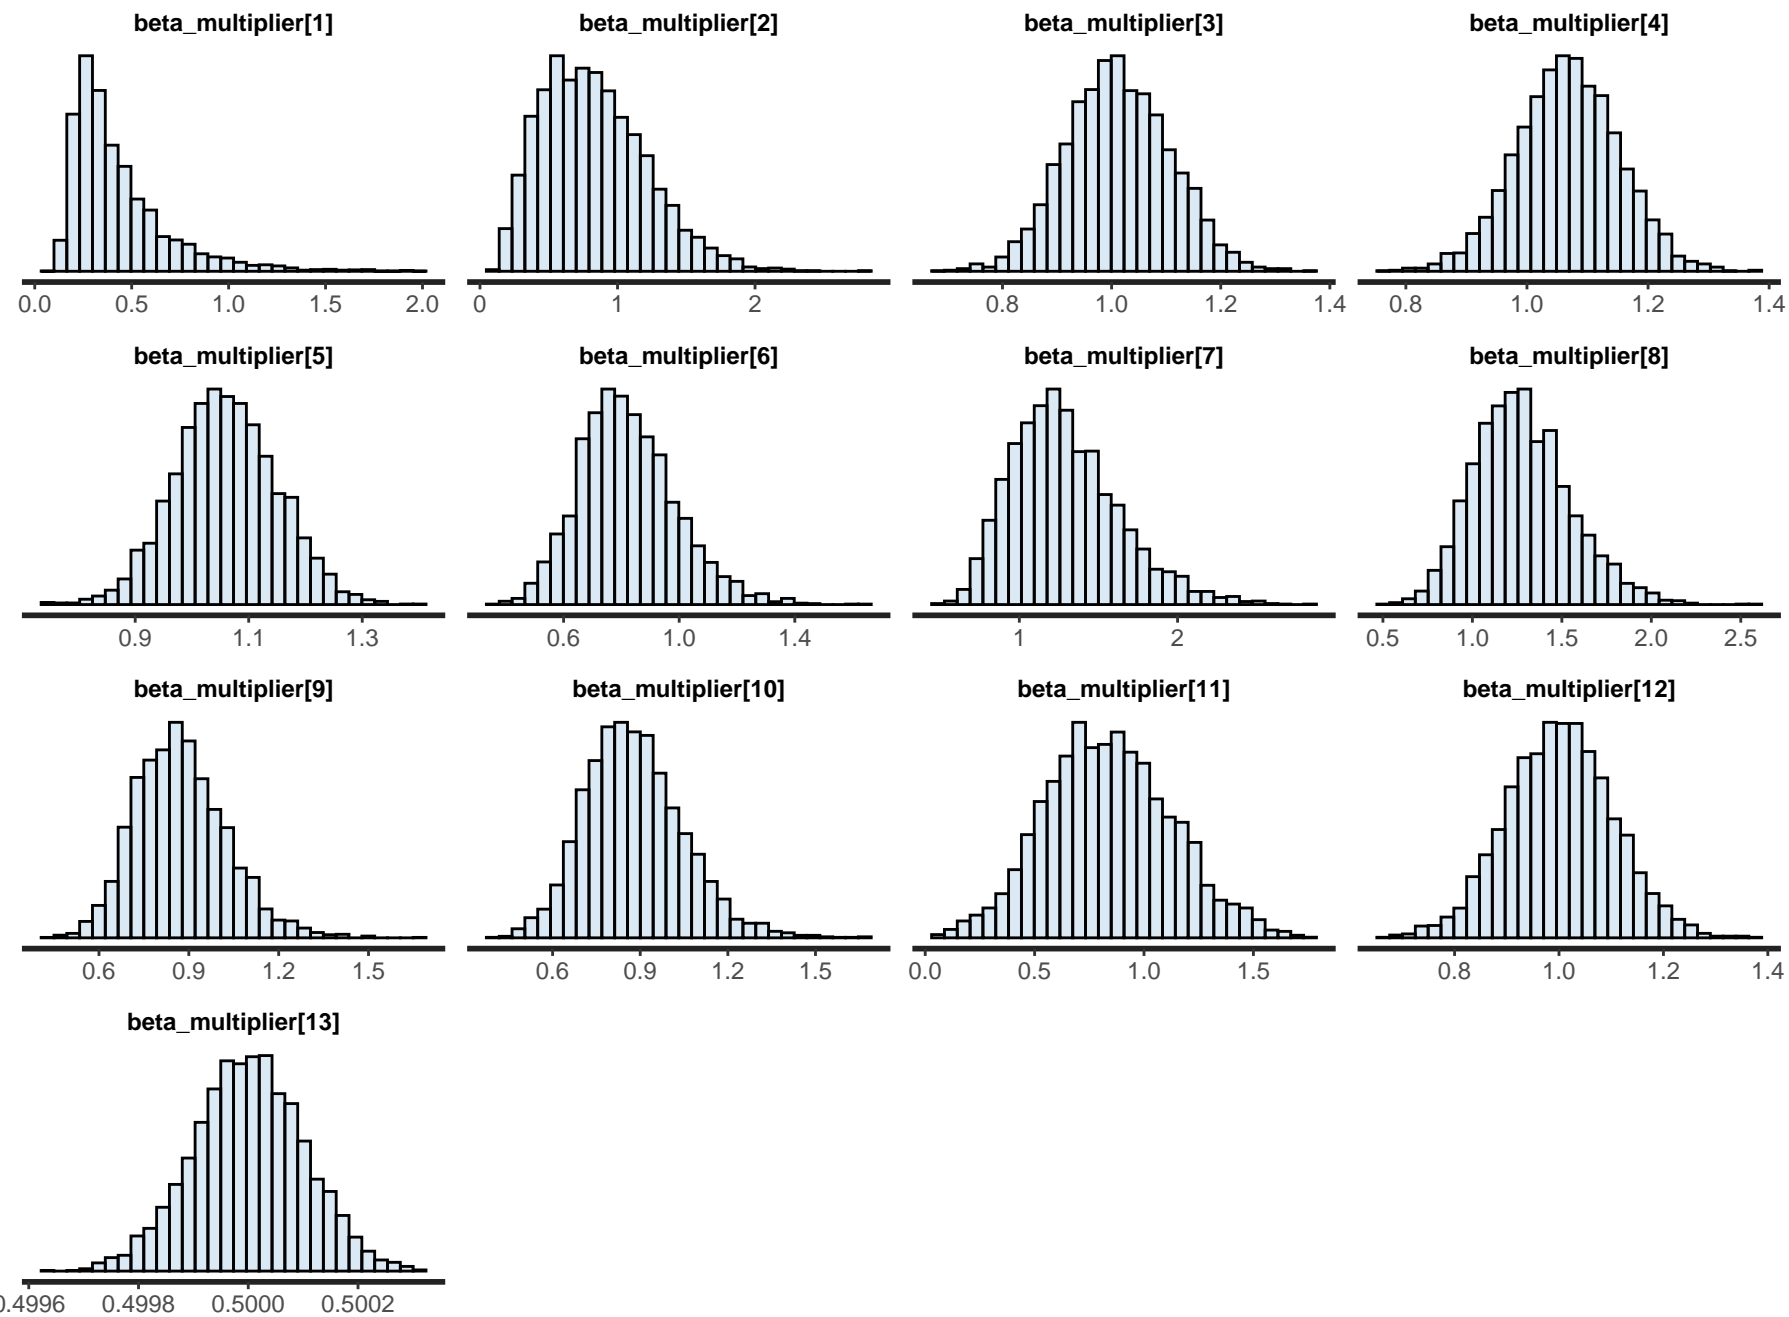 beta_multiplier[1] beta_multiplier[2] beta_multiplier[3] beta_multiplier[4]
0.0 0.5 1.0 1.5 2.0 0 1 2 0.8 1.0 1.2 1.4 0.8 1.0 1.2 1.4
beta_multiplier[5] beta_multiplier[6] beta_multiplier[7] beta_multiplier[8]
0.9 1.1 1.3 0.6 1.0 1.4 1 2 0.5 1.0 1.5 2.0 2.5
beta_multiplier[9] beta_multiplier[10] beta_multiplier[11] beta_multiplier[12]
0.6 0.9 1.2 1.5 0.6 0.9 1.2 1.5 0.0 0.5 1.0 1.5 0.8 1.0 1.2 1.4
beta_multiplier[13]
0.4996 0.4998 0.5000 0.5002